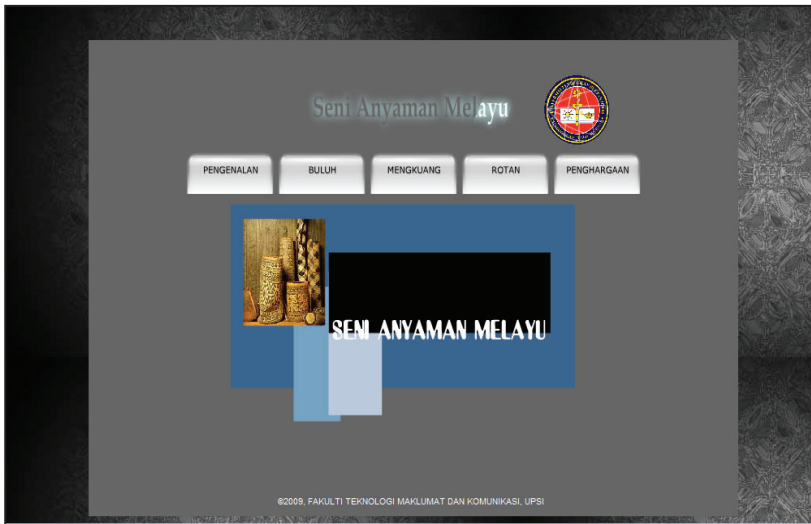 Seni Anyaman Melayu
PENGENALAN BULUH MENGKUANG ROTAN PENGHARGAAN
SENI ANYAMAN MELAYU
©2009, FAKULTI TEKNOLOGI MAKLUMAT DAN KOMUNIKASI, UPSI